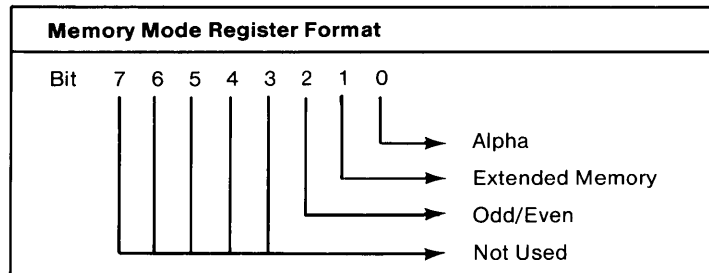 Memory Mode Register Format
Bit 7 6 5 4 3 2 1 0
Alpha
Extended Memory
Odd/Even
Not Used